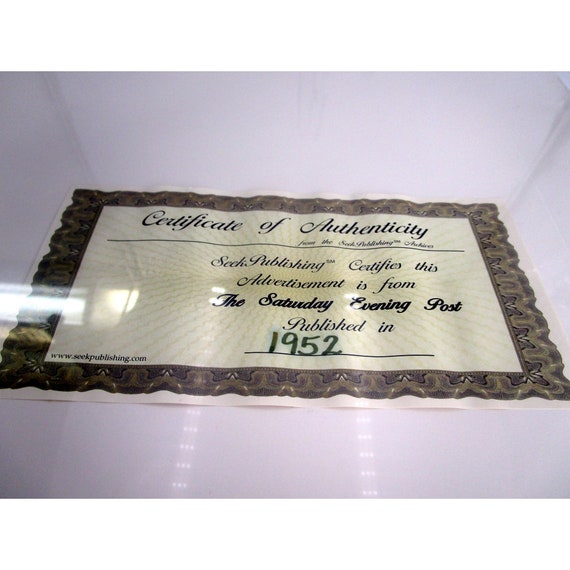 Certificate of Authenticity
from the SeekPublishing℠ Archives
SeekPublishing℠ Certifies this
Advertisement is from
The Saturday Evening Post
Published in
1952
www.seekpublishing.com